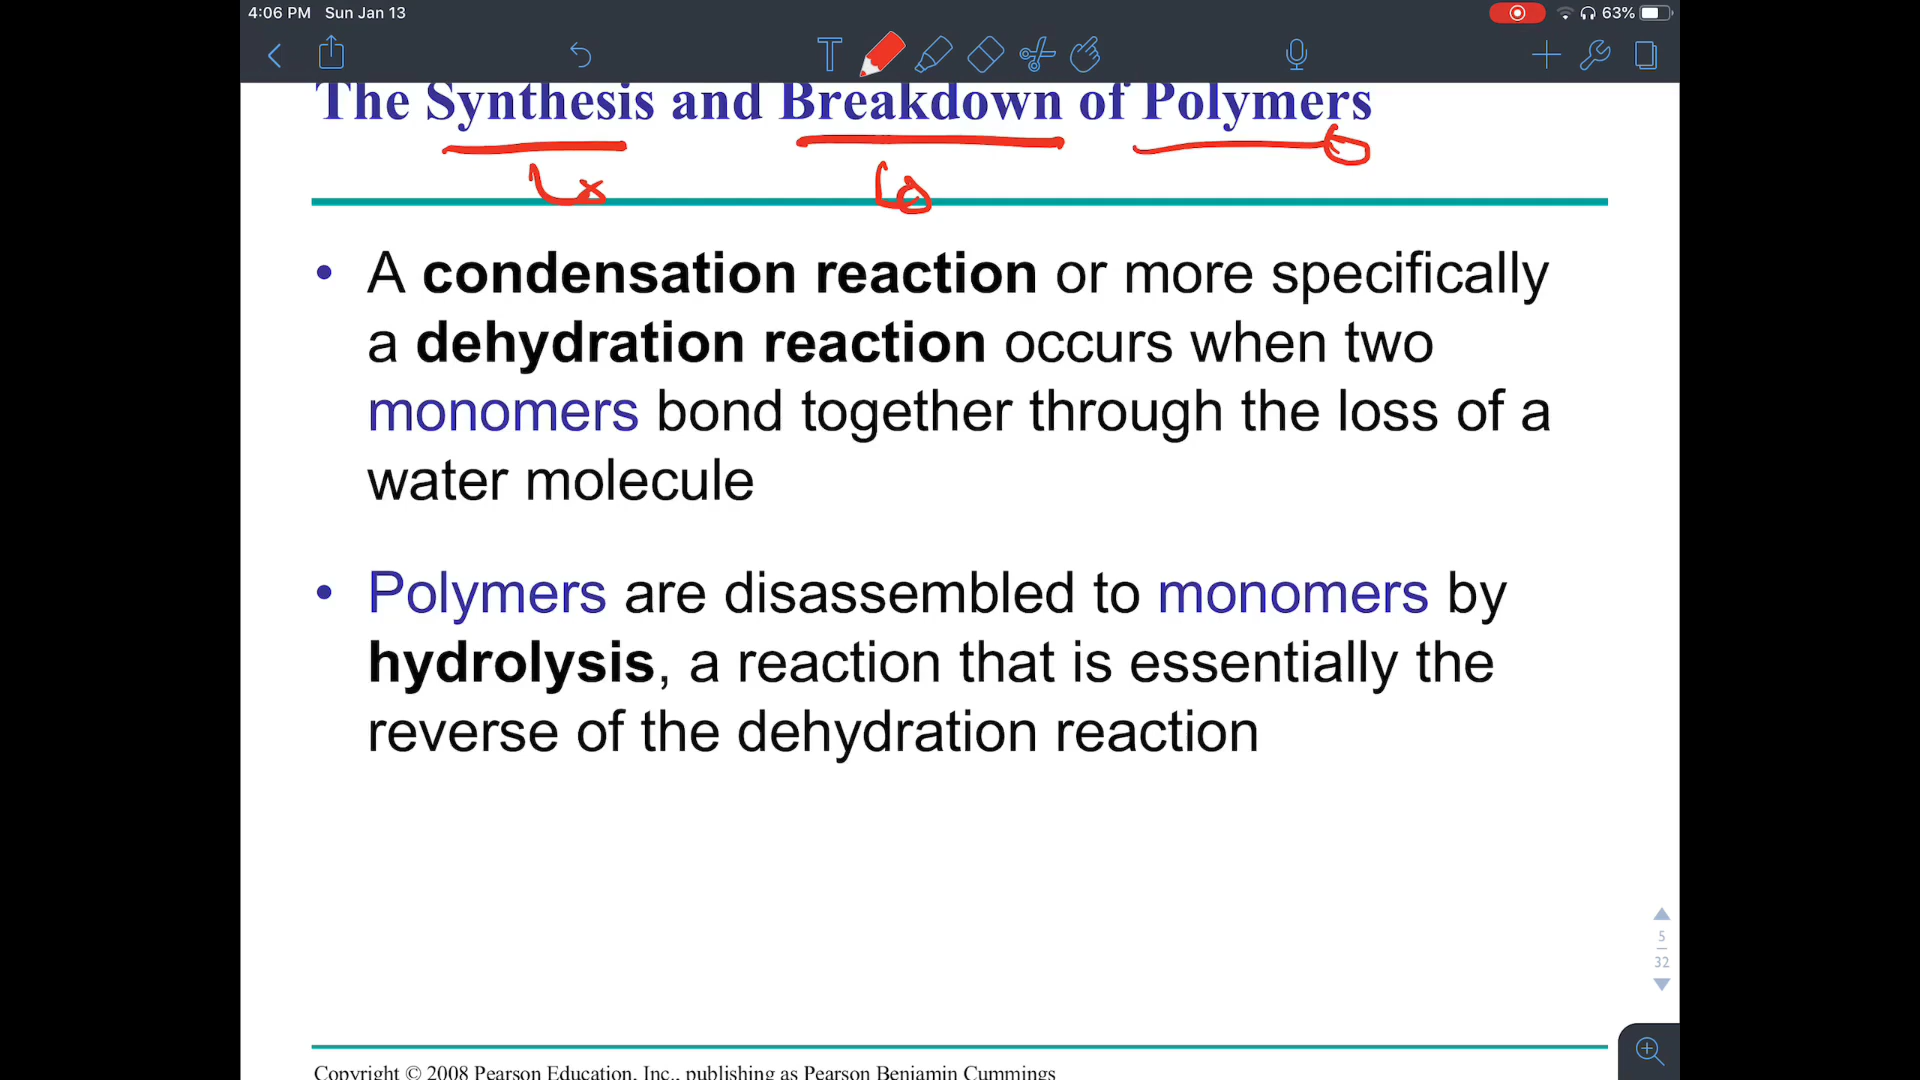 4:06 PM Sun Jan 13 63%
The Synthesis and Breakdown of Polymers
• A condensation reaction or more specifically
a dehydration reaction occurs when two
monomers bond together through the loss of a
water molecule
• Polymers are disassembled to monomers by
hydrolysis, a reaction that is essentially the
reverse of the dehydration reaction
5
32
Copyright © 2008 Pearson Education, Inc., publishing as Pearson Benjamin Cummings